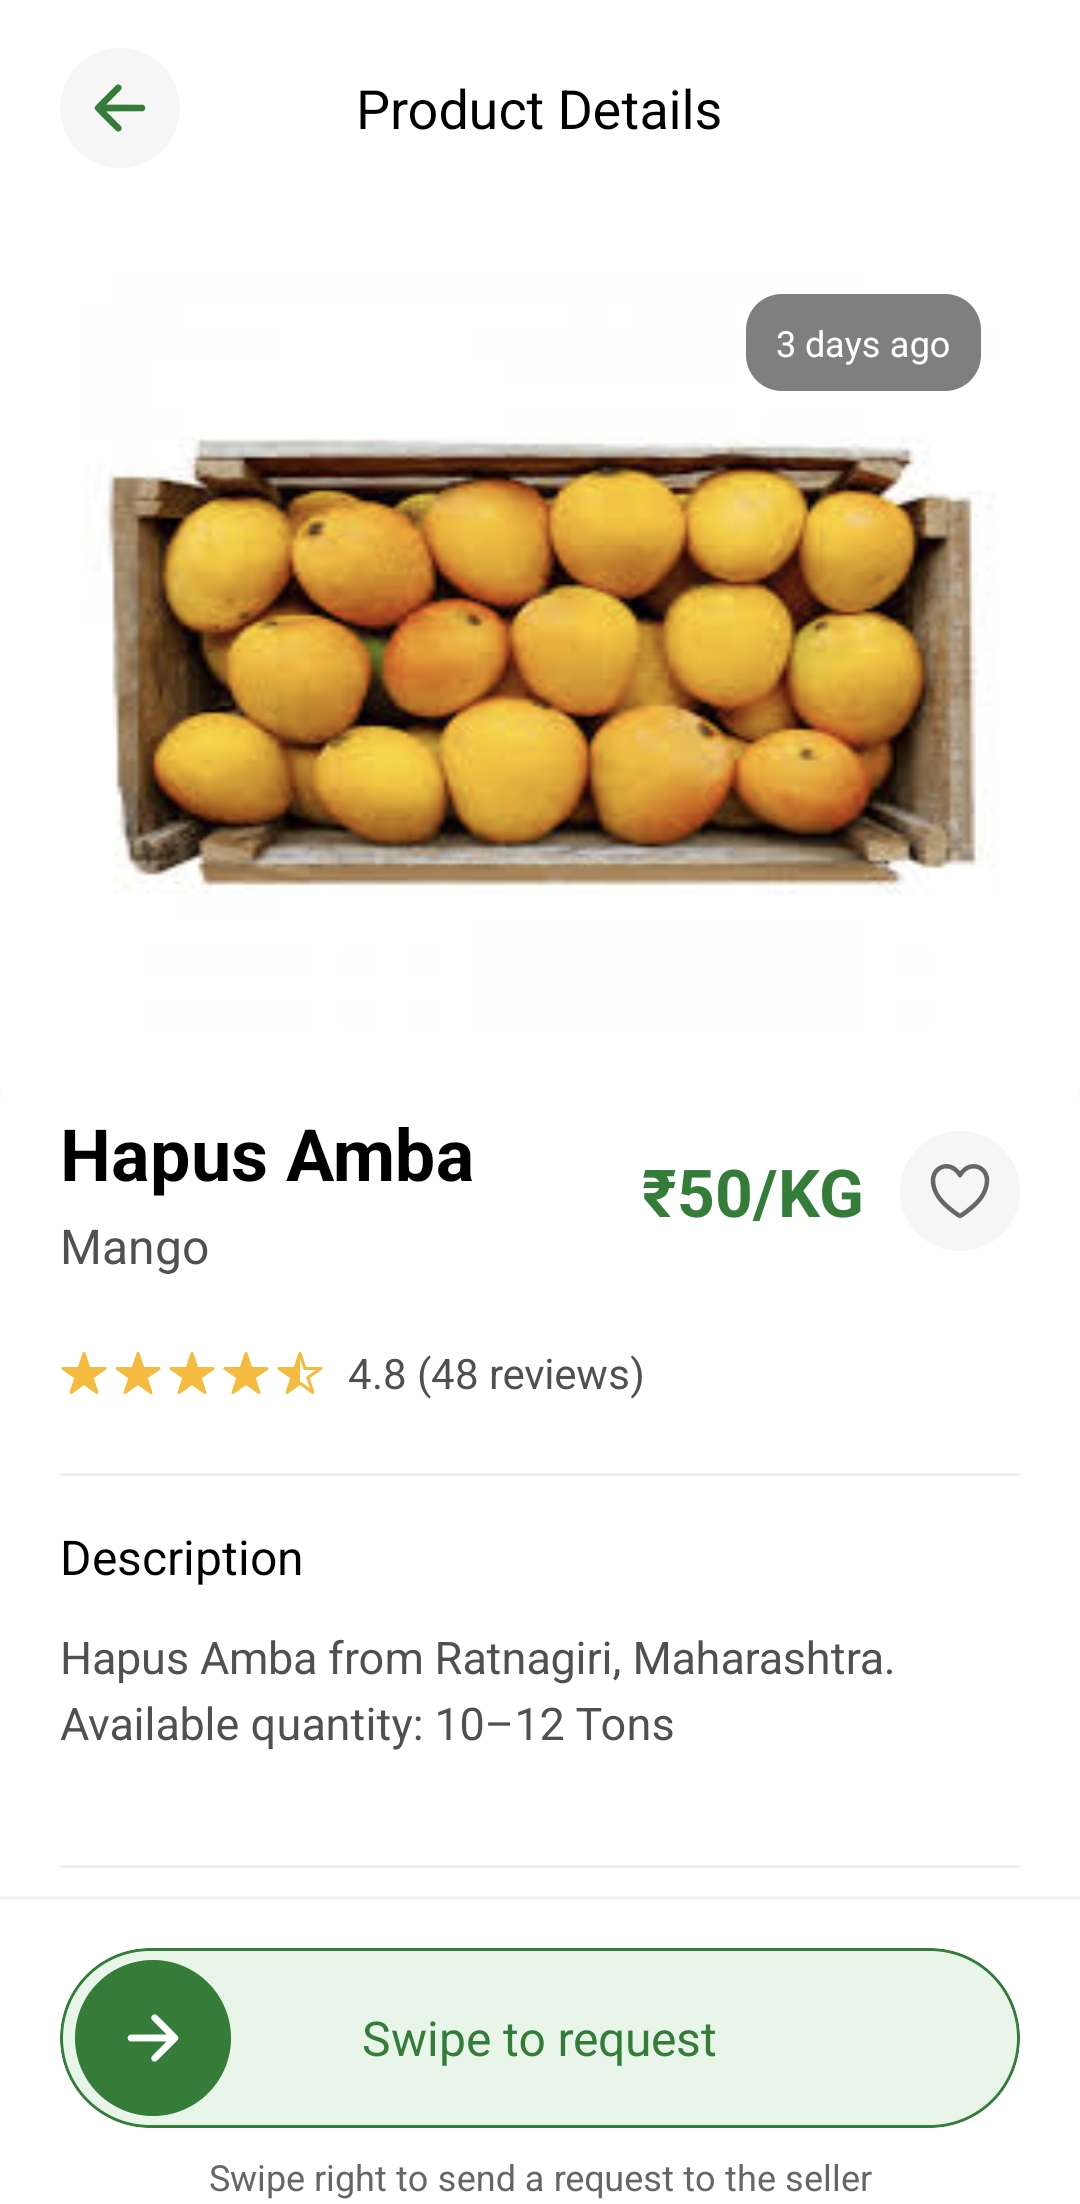 Product Details
3 days ago
Hapus Amba
₹50/KG
Mango
4.8 (48 reviews)
Description
Hapus Amba from Ratnagiri, Maharashtra.
Available quantity: 10–12 Tons
Swipe to request
Swipe right to send a request to the seller